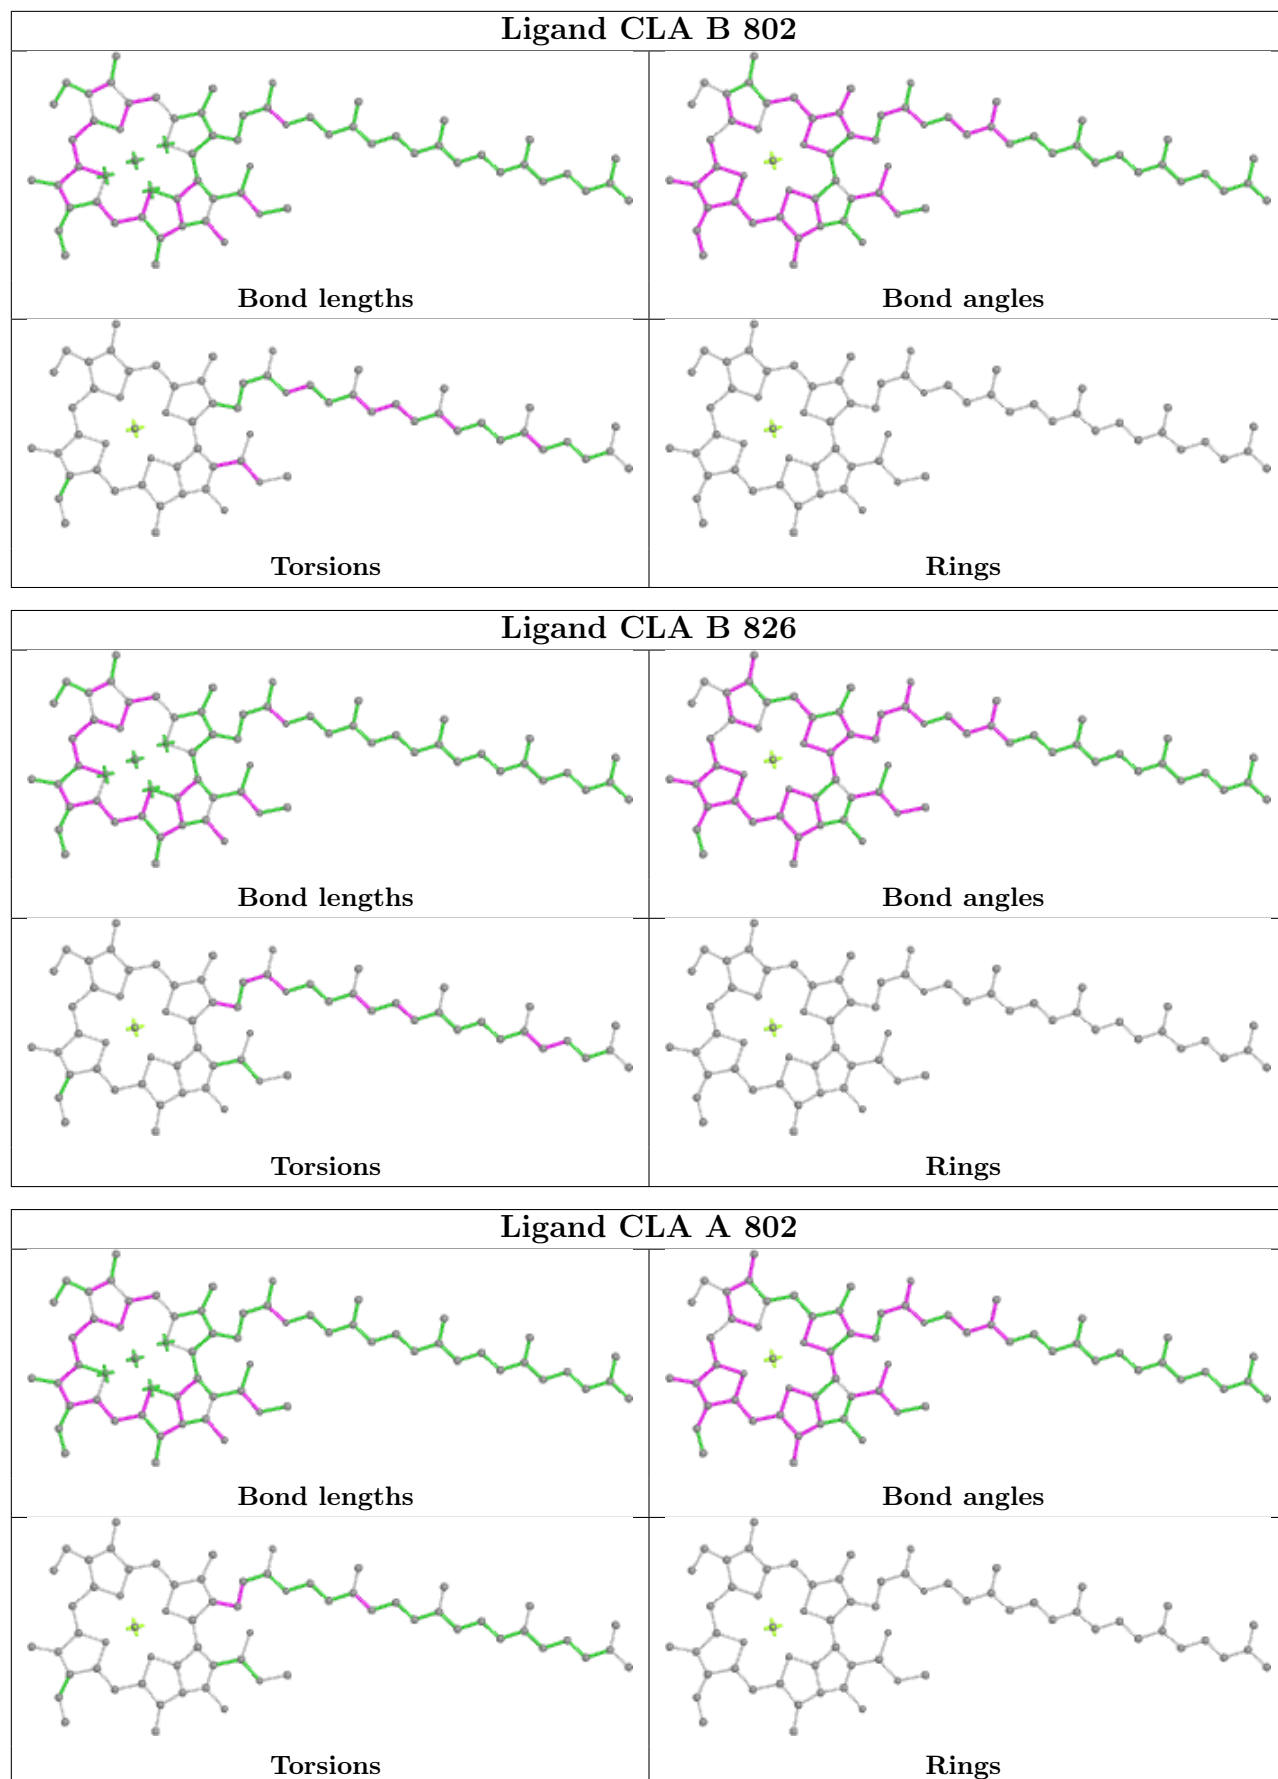 Ligand CLA B 802
Bond lengths
Bond angles
Torsions
Rings
Ligand CLA B 826
Bond lengths
Bond angles
Torsions
Rings
Ligand CLA A 802
Bond lengths
Bond angles
Torsions
Rings